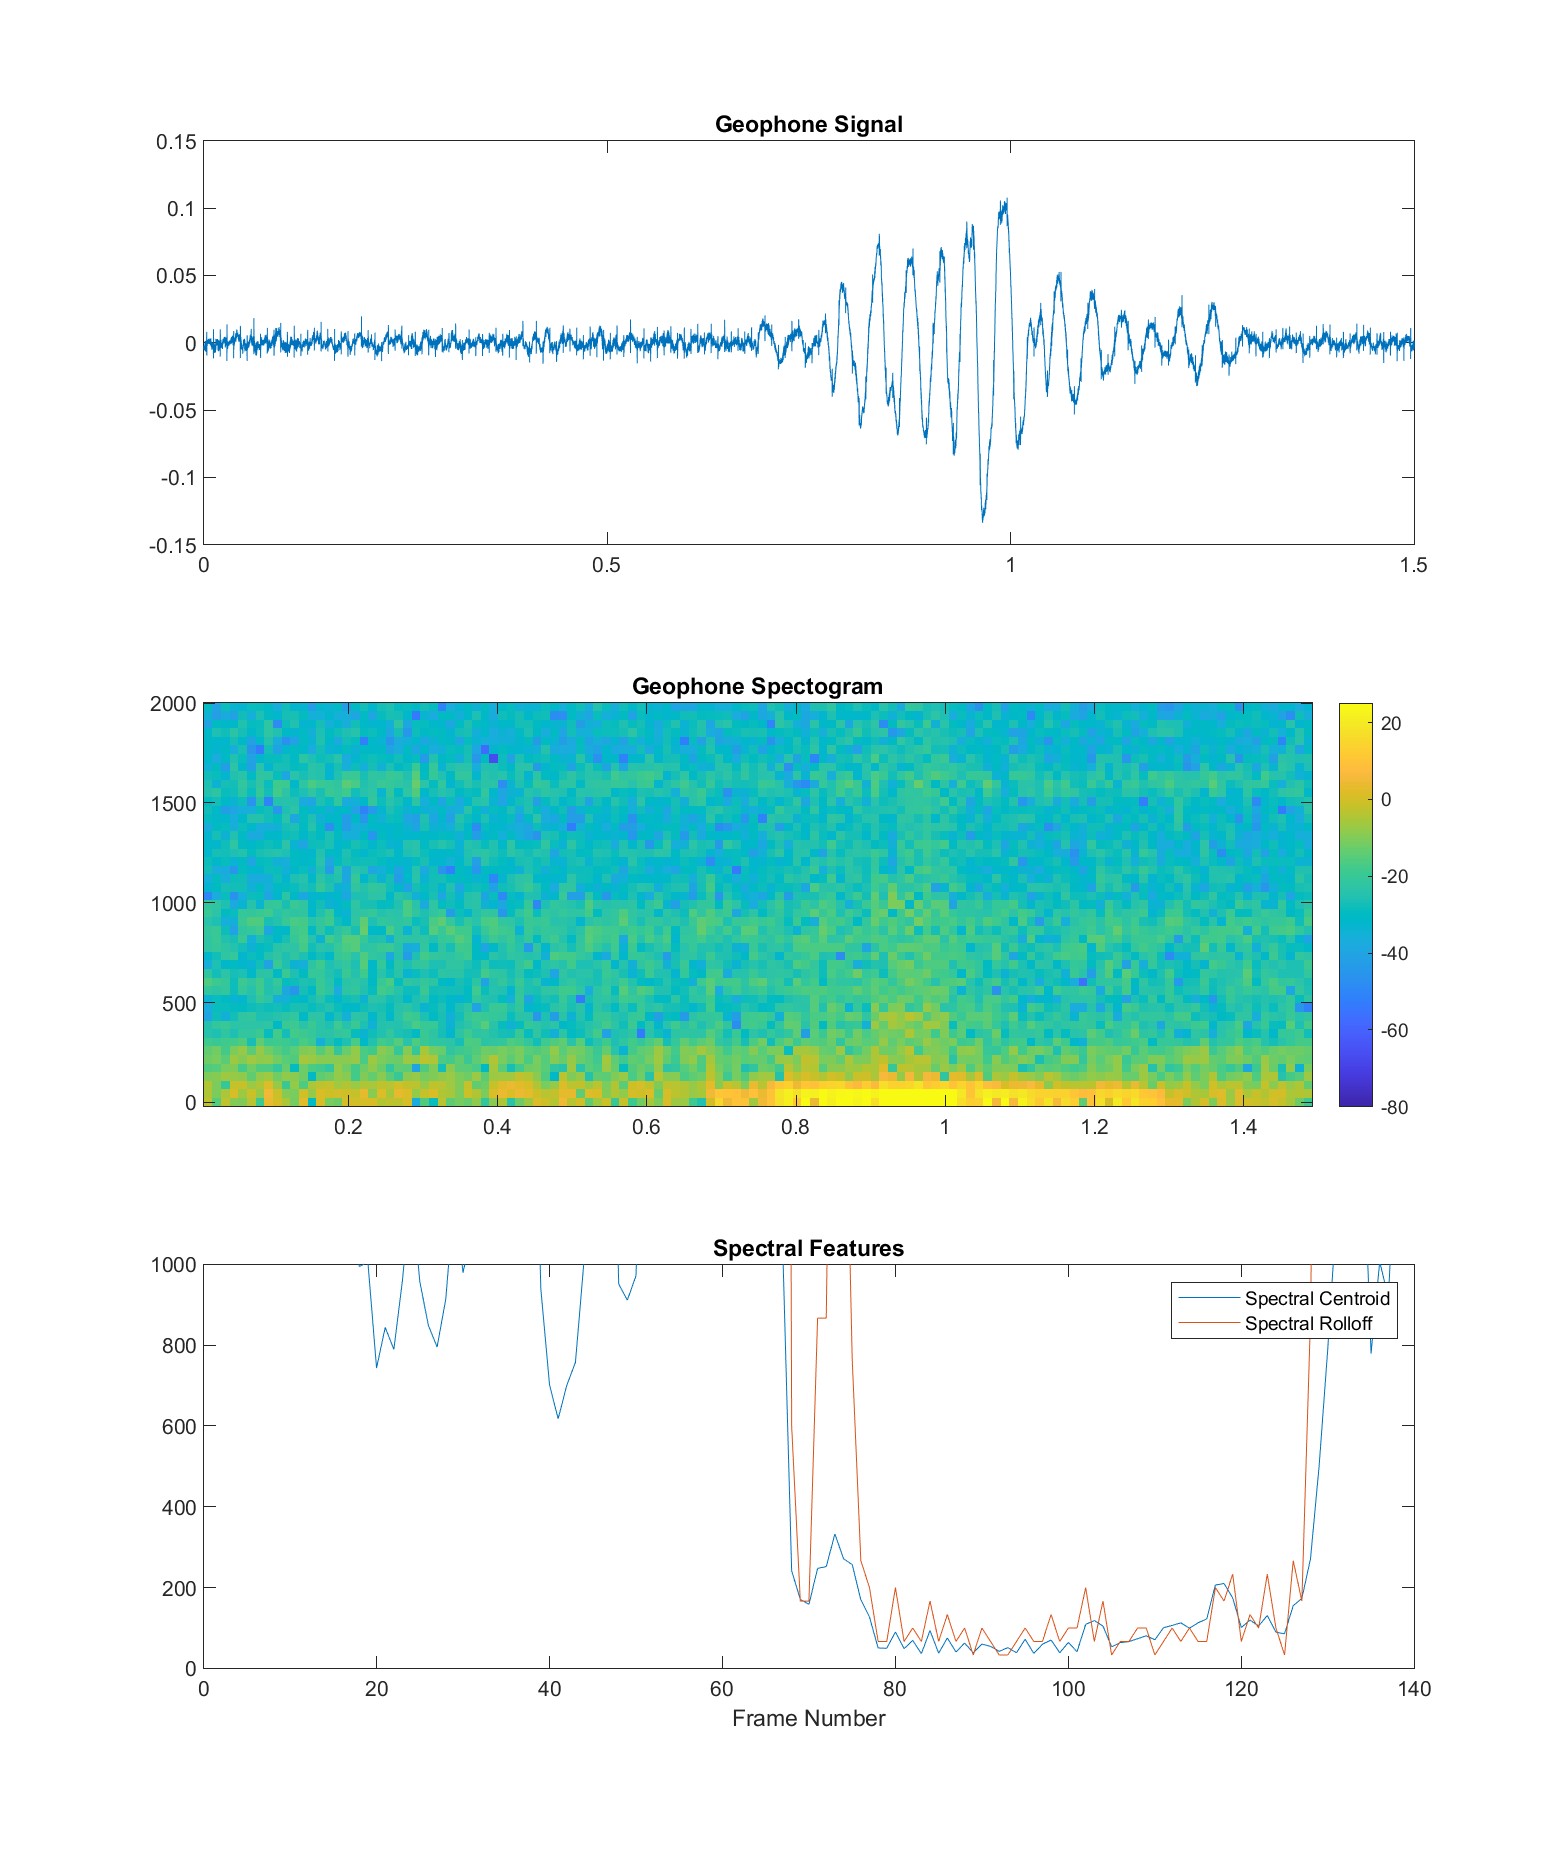 Geophone Signal
0.15
0.1
0.05
0
-0.05
-0.1
-0.15
0 0.5 1 1.5
Geophone Spectogram
2000
1500
1000
500
0
0.2 0.4 0.6 0.8 1 1.2 1.4
20
0
-20
-40
-60
-80
Spectral Features
1000
800
600
400
200
0
Spectral Centroid
Spectral Rolloff
0 20 40 60 80 100 120 140
Frame Number